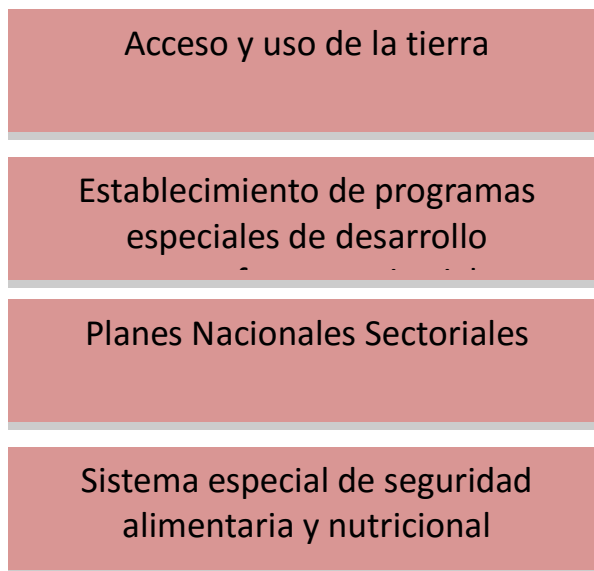 Acceso y uso de la tierra
Establecimiento de programas
especiales de desarrollo
Planes Nacionales Sectoriales
Sistema especial de seguridad
alimentaria y nutricional